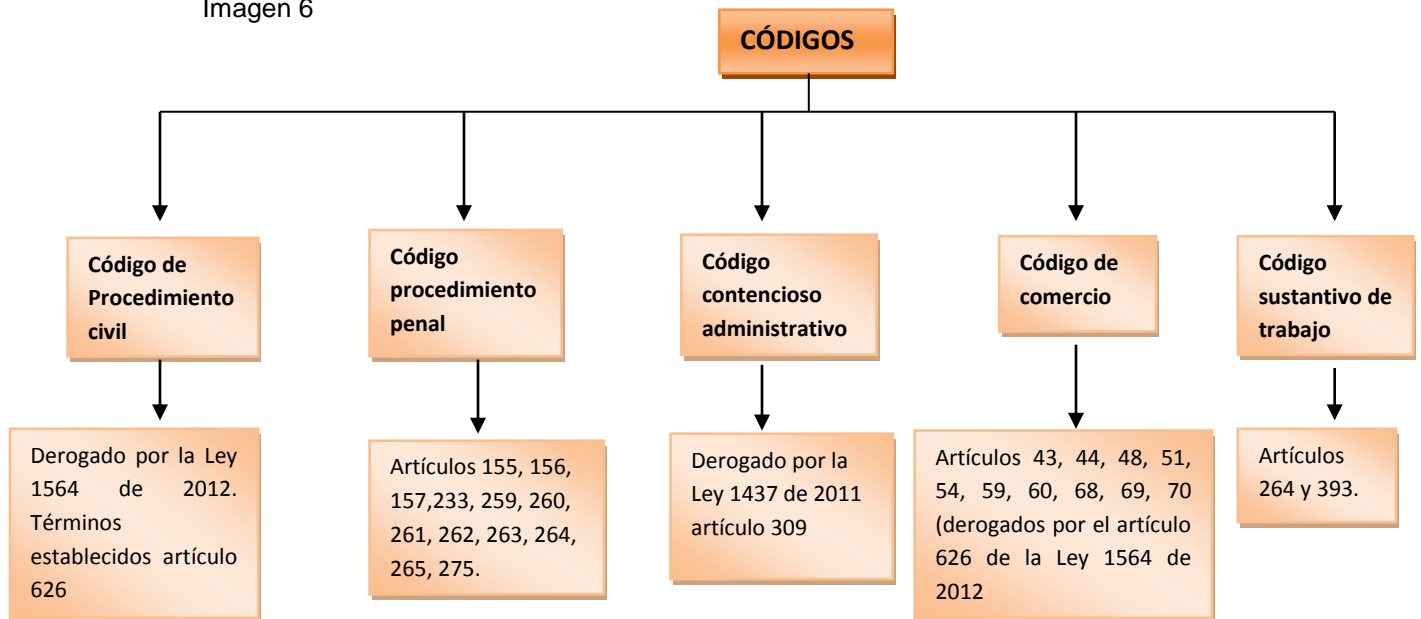 Imagen 6
CÓDIGOS
Código de
Procedimiento
civil
Código
procedimiento
penal
Código
contencioso
administrativo
Código de
comercio
Código
sustantivo de
trabajo
Derogado por la Ley
1564 de 2012.
Términos
establecidos artículo
626
Artículos 155, 156,
157,233, 259, 260,
261, 262, 263, 264,
265, 275.
Derogado por la
Ley 1437 de 2011
artículo 309
Artículos 43, 44, 48, 51,
54, 59, 60, 68, 69, 70
(derogados por el artículo
626 de la Ley 1564 de
2012
Artículos
264 y 393.